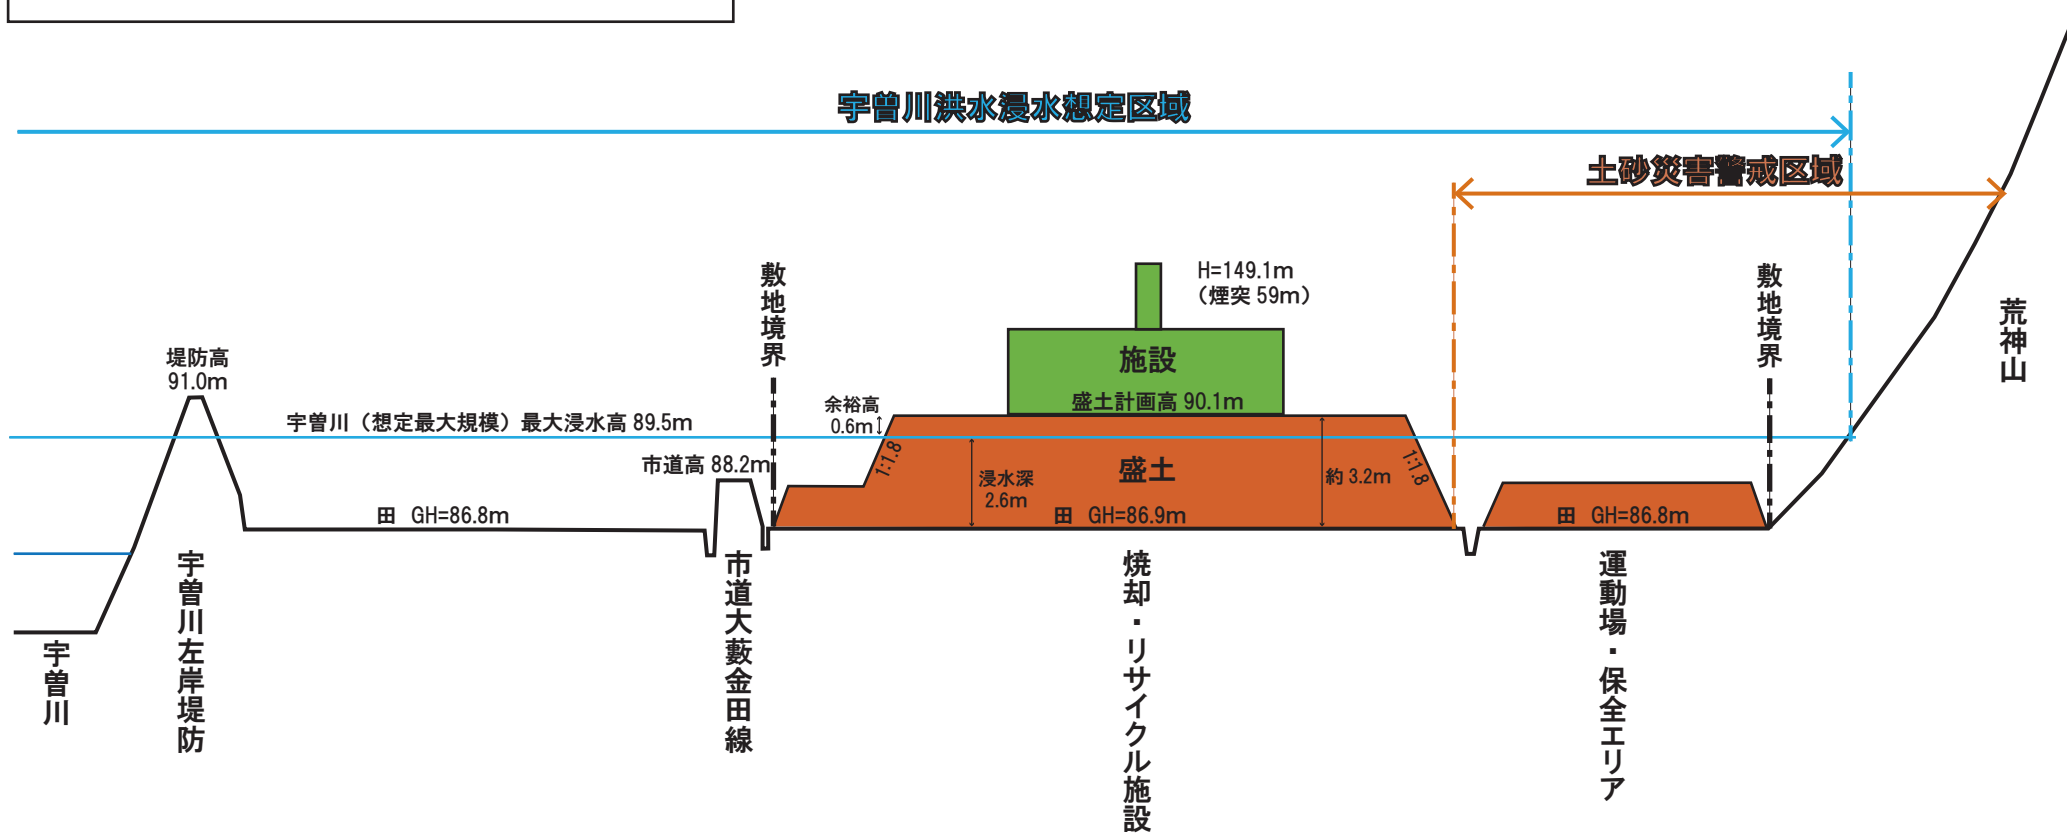 宇曽川洪水浸水想定区域
土砂災害警戒区域
H=149.1m
（煙突 59m）
敷地境界
敷地境界
荒神山
堤防高
91.0m
施設
盛土計画高 90.1m
余裕高
0.6m
宇曽川（想定最大規模）最大浸水高 89.5m
市道高 88.2m
1:1.8
盛土
1:1.8
浸水深
2.6m
約 3.2m
田 GH=86.8m
田 GH=86.9m
田 GH=86.8m
宇曽川
宇曽川左岸堤防
市道大藪金田線
焼却・リサイクル施設
運動場・保全エリア